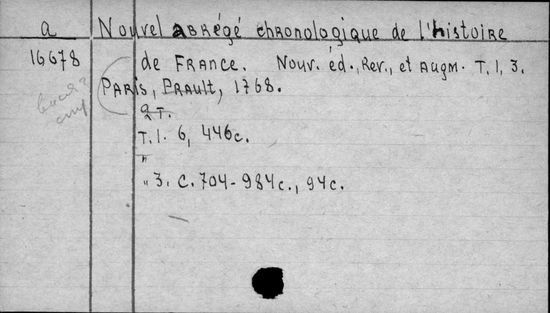 a Nouvel abrégé chronologique de l'histoire
16678 de France. Nouv. éd., Rev., et augm. T. 1, 3.
Paris, Prault, 1768.
2 T.
T. 1. 6, 446c.
" 3. C. 704-984c., 94c.